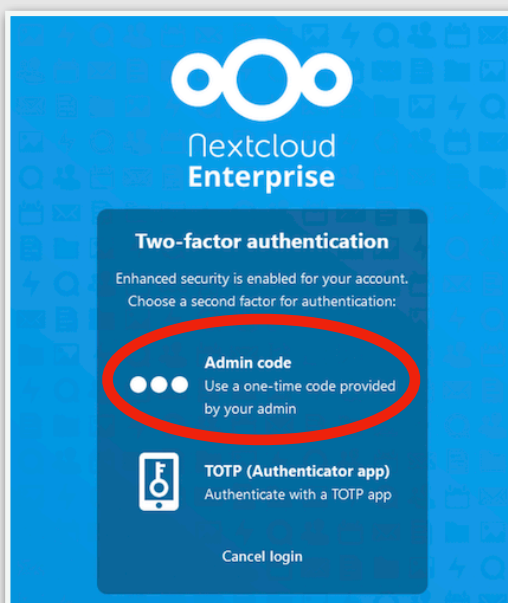 Nextcloud
Enterprise
Two-factor authentication
Enhanced security is enabled for your account.
Choose a second factor for authentication:
Admin code
Use a one-time code provided
by your admin
TOTP (Authenticator app)
Authenticate with a TOTP app
Cancel login